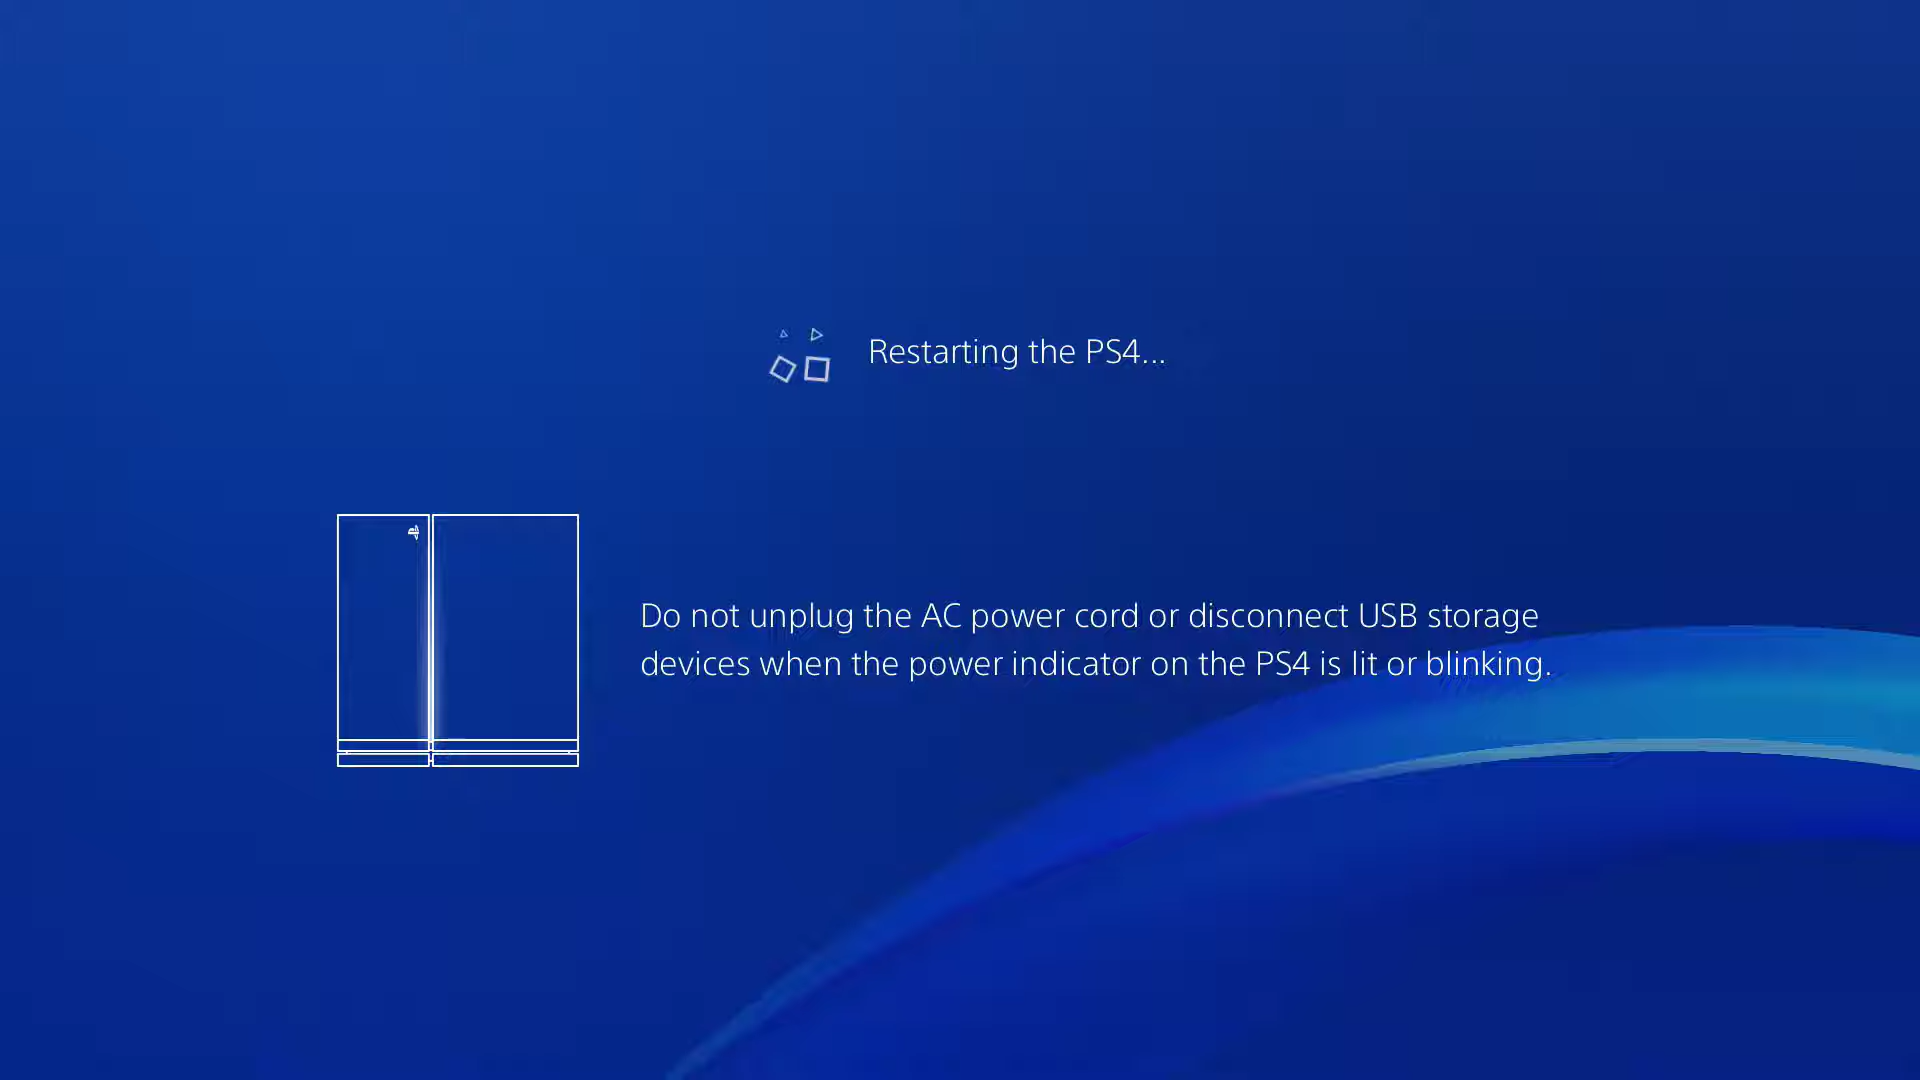 Restarting the PS4...
Do not unplug the AC power cord or disconnect USB storage
devices when the power indicator on the PS4 is lit or blinking.